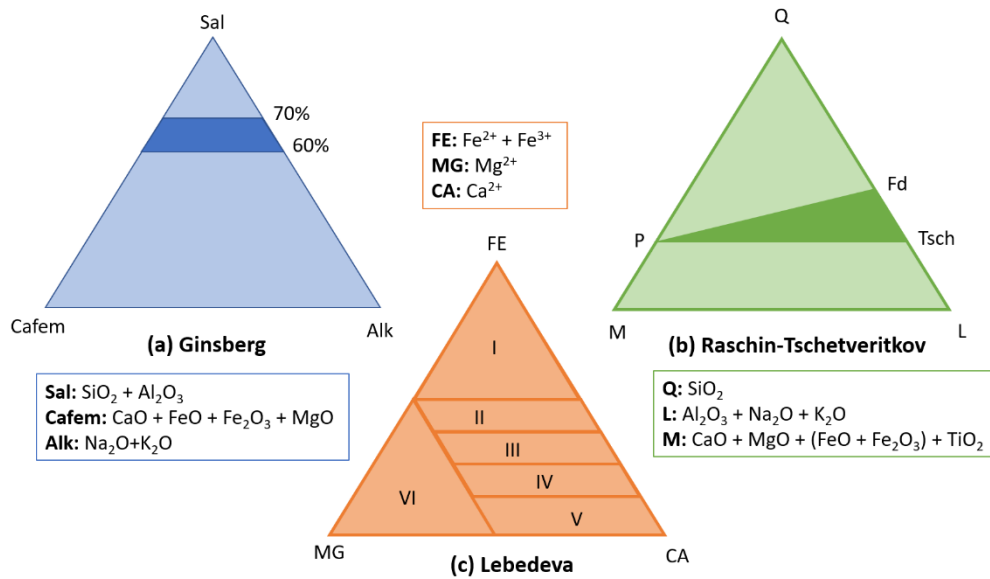 Sal
70%
60%
Cafem
Alk
(a) Ginsberg
Sal: SiO₂ + Al₂O₃
Cafem: CaO + FeO + Fe₂O₃ + MgO
Alk: Na₂O+K₂O
FE: Fe²⁺ + Fe³⁺
MG: Mg²⁺
CA: Ca²⁺
FE
I
II
III
IV
V
VI
MG
CA
(c) Lebedeva
Q
Fd
P
Tsch
M
L
(b) Raschin-Tschetveritkov
Q: SiO₂
L: Al₂O₃ + Na₂O + K₂O
M: CaO + MgO + (FeO + Fe₂O₃) + TiO₂